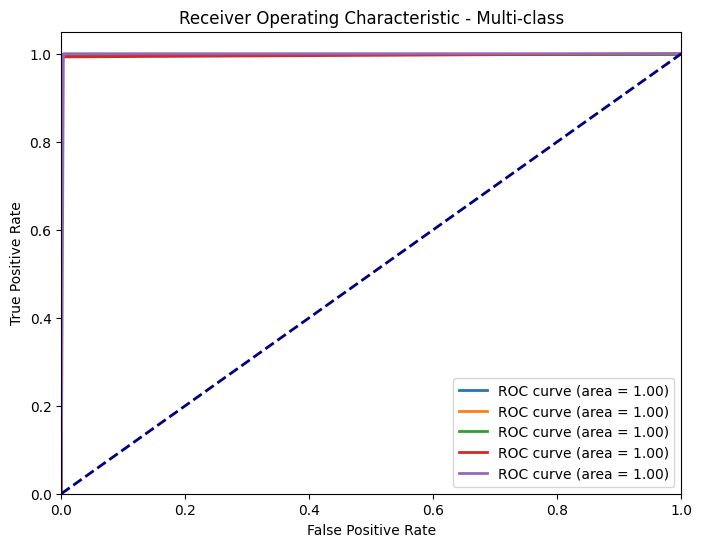 Receiver Operating Characteristic - Multi-class
True Positive Rate
1.0
0.8
0.6
0.4
0.2
0.0
ROC curve (area = 1.00)
ROC curve (area = 1.00)
ROC curve (area = 1.00)
ROC curve (area = 1.00)
ROC curve (area = 1.00)
0.0 0.2 0.4 0.6 0.8 1.0
False Positive Rate